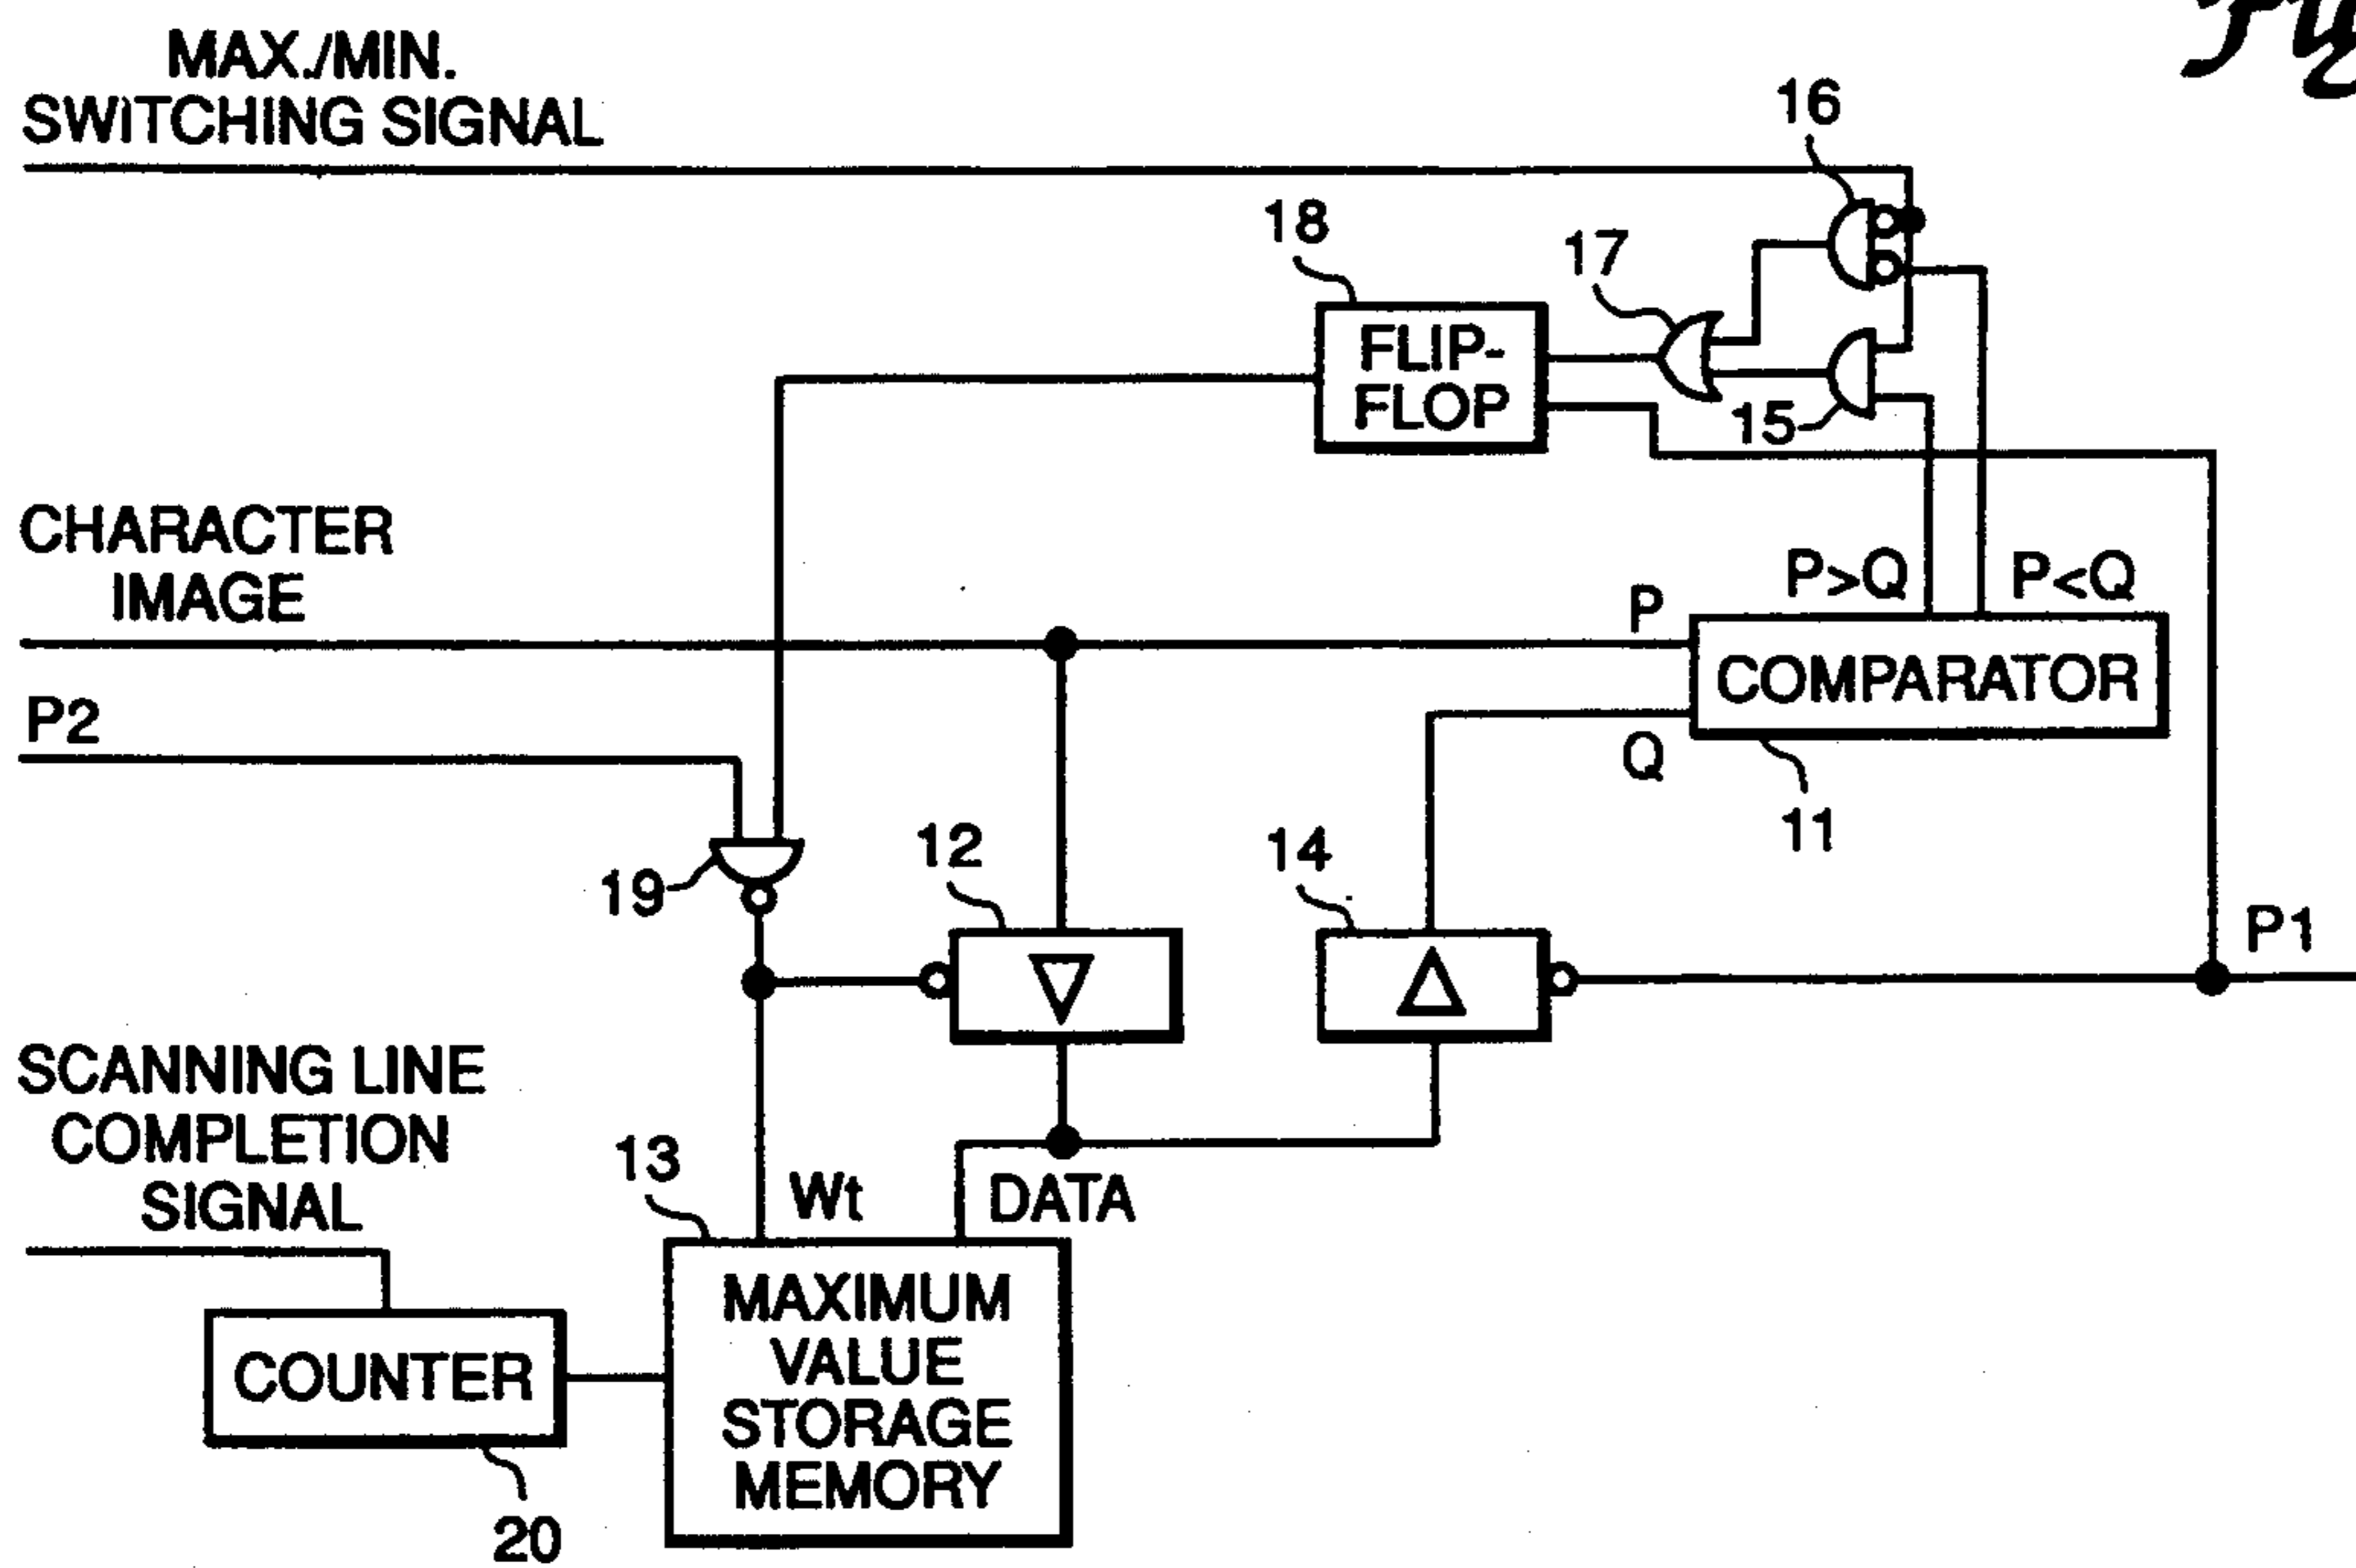 MAX./MIN.
SWITCHING SIGNAL
16
18
17
FLIP-
FLOP
15
CHARACTER
IMAGE
P>Q
P<Q
P
COMPARATOR
P2
Q
11
12
14
19
P1
SCANNING LINE
COMPLETION
SIGNAL
13
Wt
DATA
MAXIMUM
VALUE
STORAGE
MEMORY
COUNTER
20